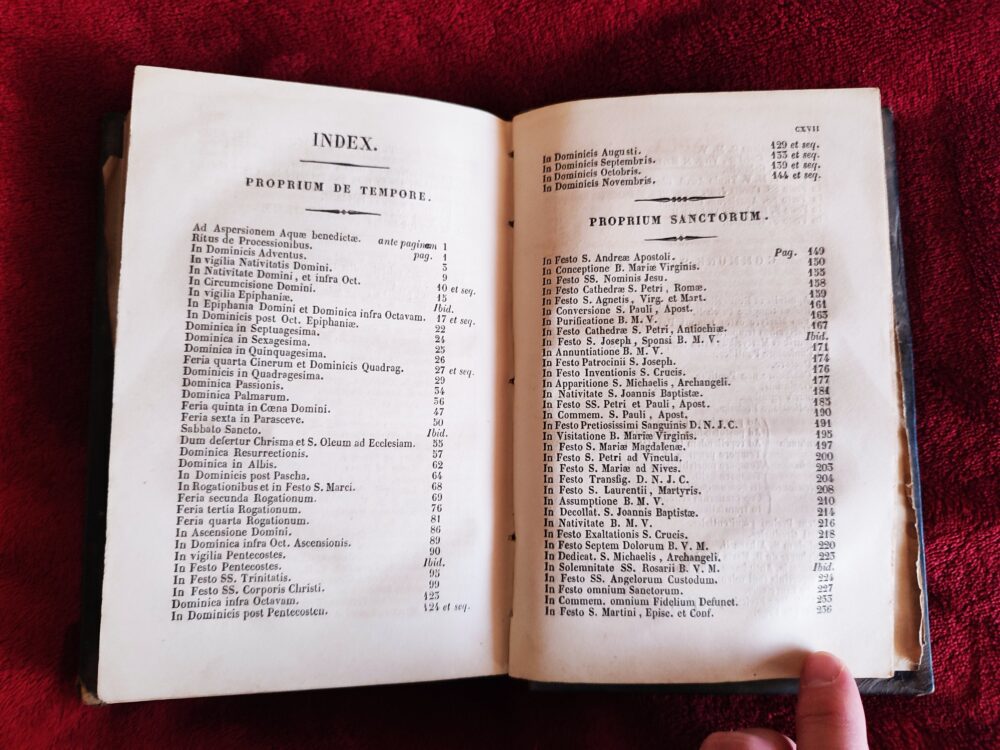 INDEX.
PROPRIUM DE TEMPORE.
Ad Aspersionem Aquæ benedictæ. ante paginam 1
Ritus de Processionibus. pag. 1
In Dominicis Adventus. 3
In vigilia Nativitatis Domini. 9
In Nativitate Domini, et infra Oct. 10 et seq.
In Circumcisione Domini. 15
In vigilia Epiphaniæ. Ibid.
In Epiphania Domini et Dominica infra Octavam. 17 et seq.
In Dominicis post Oct. Epiphaniæ. 22
Dominica in Septuagesima. 24
Dominica in Sexagesima. 25
Dominica in Quinquagesima. 26
Feria quarta Cinerum et Dominicis Quadrag. 27 et seq.
Dominicis in Quadragesima. 29
Dominica Passionis. 34
Dominica Palmarum. 36
Feria quinta in Cœna Domini. 47
Feria sexta in Parasceve. 50
Sabbato Sancto. Ibid.
Dum defertur Chrisma et S. Oleum ad Ecclesiam. 55
Dominica Resurrectionis. 57
Dominica in Albis. 62
In Dominicis post Pascha. 64
In Rogationibus et in Festo S. Marci. 68
Feria secunda Rogationum. 69
Feria tertia Rogationum. 76
Feria quarta Rogationum. 81
In Ascensione Domini. 86
In Dominica infra Oct. Ascensionis. 89
In vigilia Pentecostes. 90
In Festo Pentecostes. Ibid.
In Festo SS. Trinitatis. 95
In Festo SS. Corporis Christi. 99
Dominica infra Octavam. 123
In Dominicis post Pentecosten. 124 et seq.
CXVII
In Dominicis Augusti. 129 et seq.
In Dominicis Septembris. 133 et seq.
In Dominicis Octobris. 139 et seq.
In Dominicis Novembris. 144 et seq.
PROPRIUM SANCTORUM.
In Festo S. Andreæ Apostoli. Pag. 149
In Conceptione B. Mariæ Virginis. 150
In Festo SS. Nominis Jesu. 155
In Festo Cathedræ S. Petri, Romæ. 158
In Festo S. Agnetis, Virg. et Mart. 159
In Conversione S. Pauli, Apost. 161
In Purificatione B. M. V. 163
In Festo Cathedræ S. Petri, Antiochiæ. 167
In Festo S. Joseph, Sponsi B. M. V. Ibid.
In Annuntiatione B. M. V. 171
In Festo Patrocinii S. Joseph. 174
In Festo Inventionis S. Crucis. 176
In Apparitione S. Michaelis, Archangeli. 177
In Nativitate S. Joannis Baptistæ. 181
In Festo SS. Petri et Pauli, Apost. 183
In Commem. S. Pauli, Apost. 190
In Festo Pretiosissimi Sanguinis D. N. J. C. 191
In Visitatione B. Mariæ Virginis. 195
In Festo S. Mariæ Magdalenæ. 197
In Festo S. Petri ad Vincula. 200
In Festo S. Mariæ ad Nives. 203
In Festo Transfig. D. N. J. C. 204
In Festo S. Laurentii, Martyris. 208
In Assumptione B. M. V. 210
In Decollat. S. Joannis Baptistæ. 214
In Nativitate B. M. V. 216
In Festo Exaltationis S. Crucis. 218
In Festo Septem Dolorum B. V. M. 220
In Dedicat. S. Michaelis, Archangeli. 223
In Solemnitate SS. Rosarii B. V. M. Ibid.
In Festo SS. Angelorum Custodum. 224
In Festo omnium Sanctorum. 227
In Commem. omnium Fidelium Defunct. 233
In Festo S. Martini, Episc. et Conf. 236